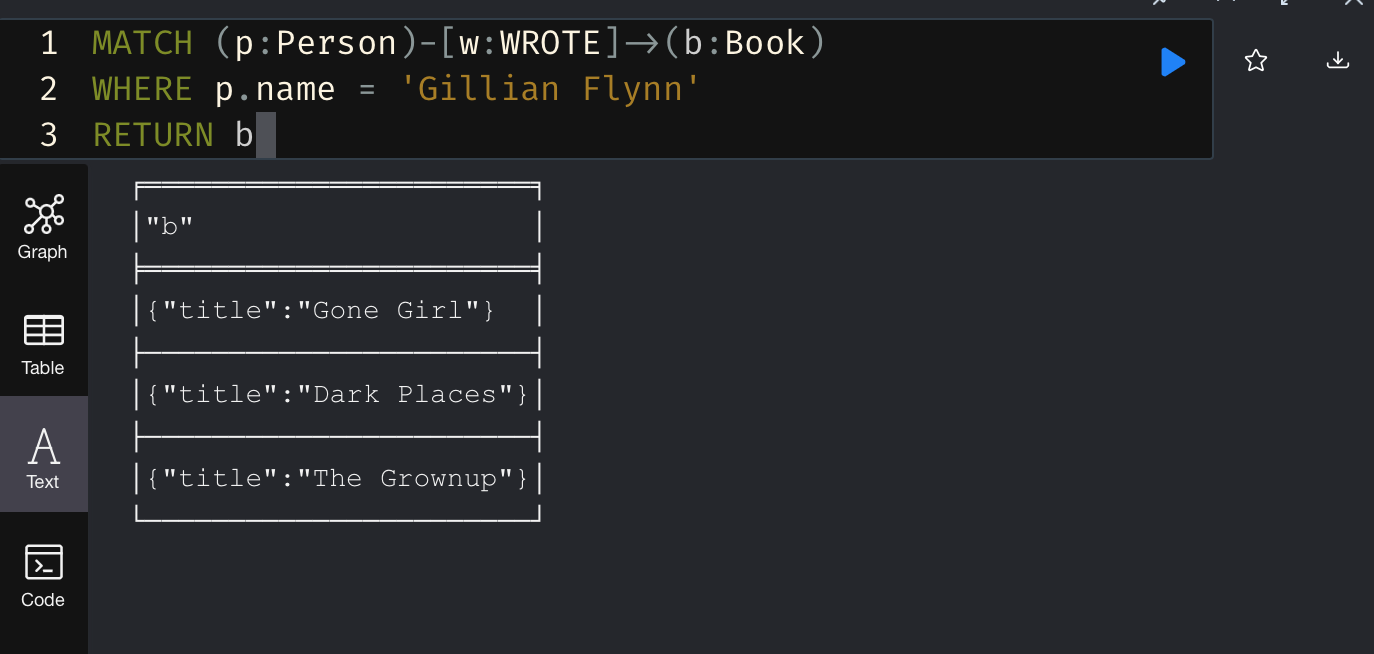 1 MATCH (p:Person)-[w:WROTE]->(b:Book)
2 WHERE p.name = 'Gillian Flynn'
3 RETURN b
Graph
Table
Text
Code
"b"
{"title":"Gone Girl"}
{"title":"Dark Places"}
{"title":"The Grownup"}